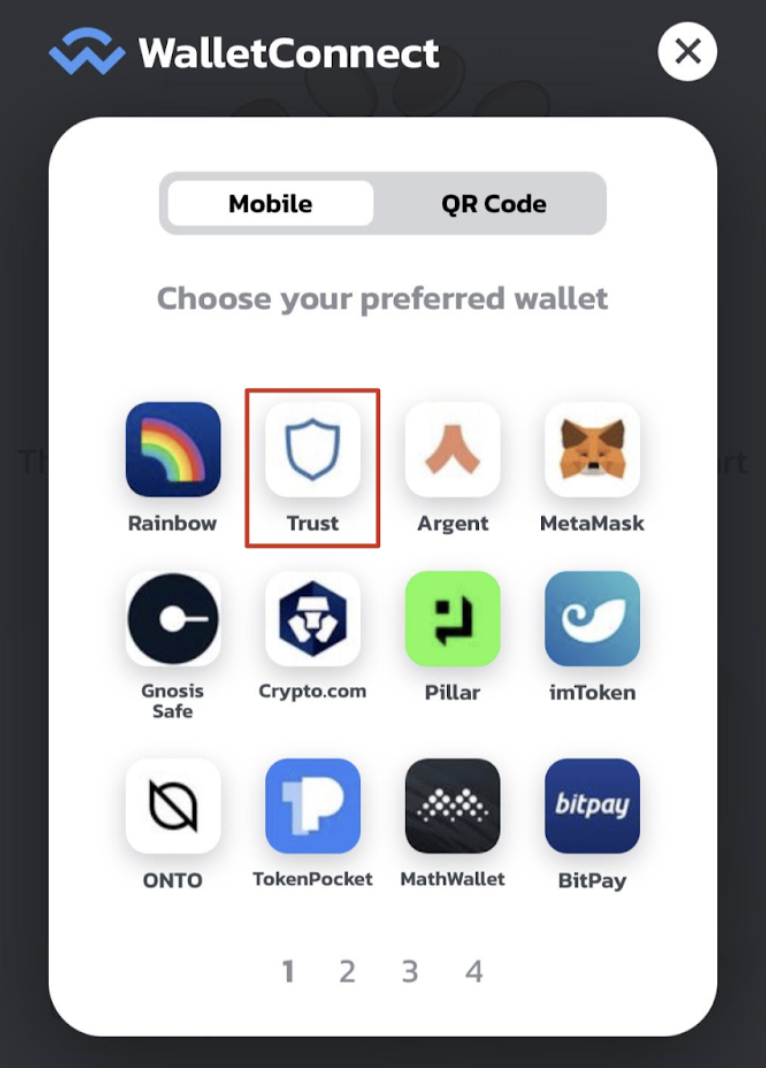 WalletConnect
Mobile
QR Code
Choose your preferred wallet
Rainbow
Trust
Argent
MetaMask
Gnosis
Safe
Crypto.com
Pillar
imToken
ONTO
TokenPocket
MathWallet
bitpay
BitPay
1 2 3 4